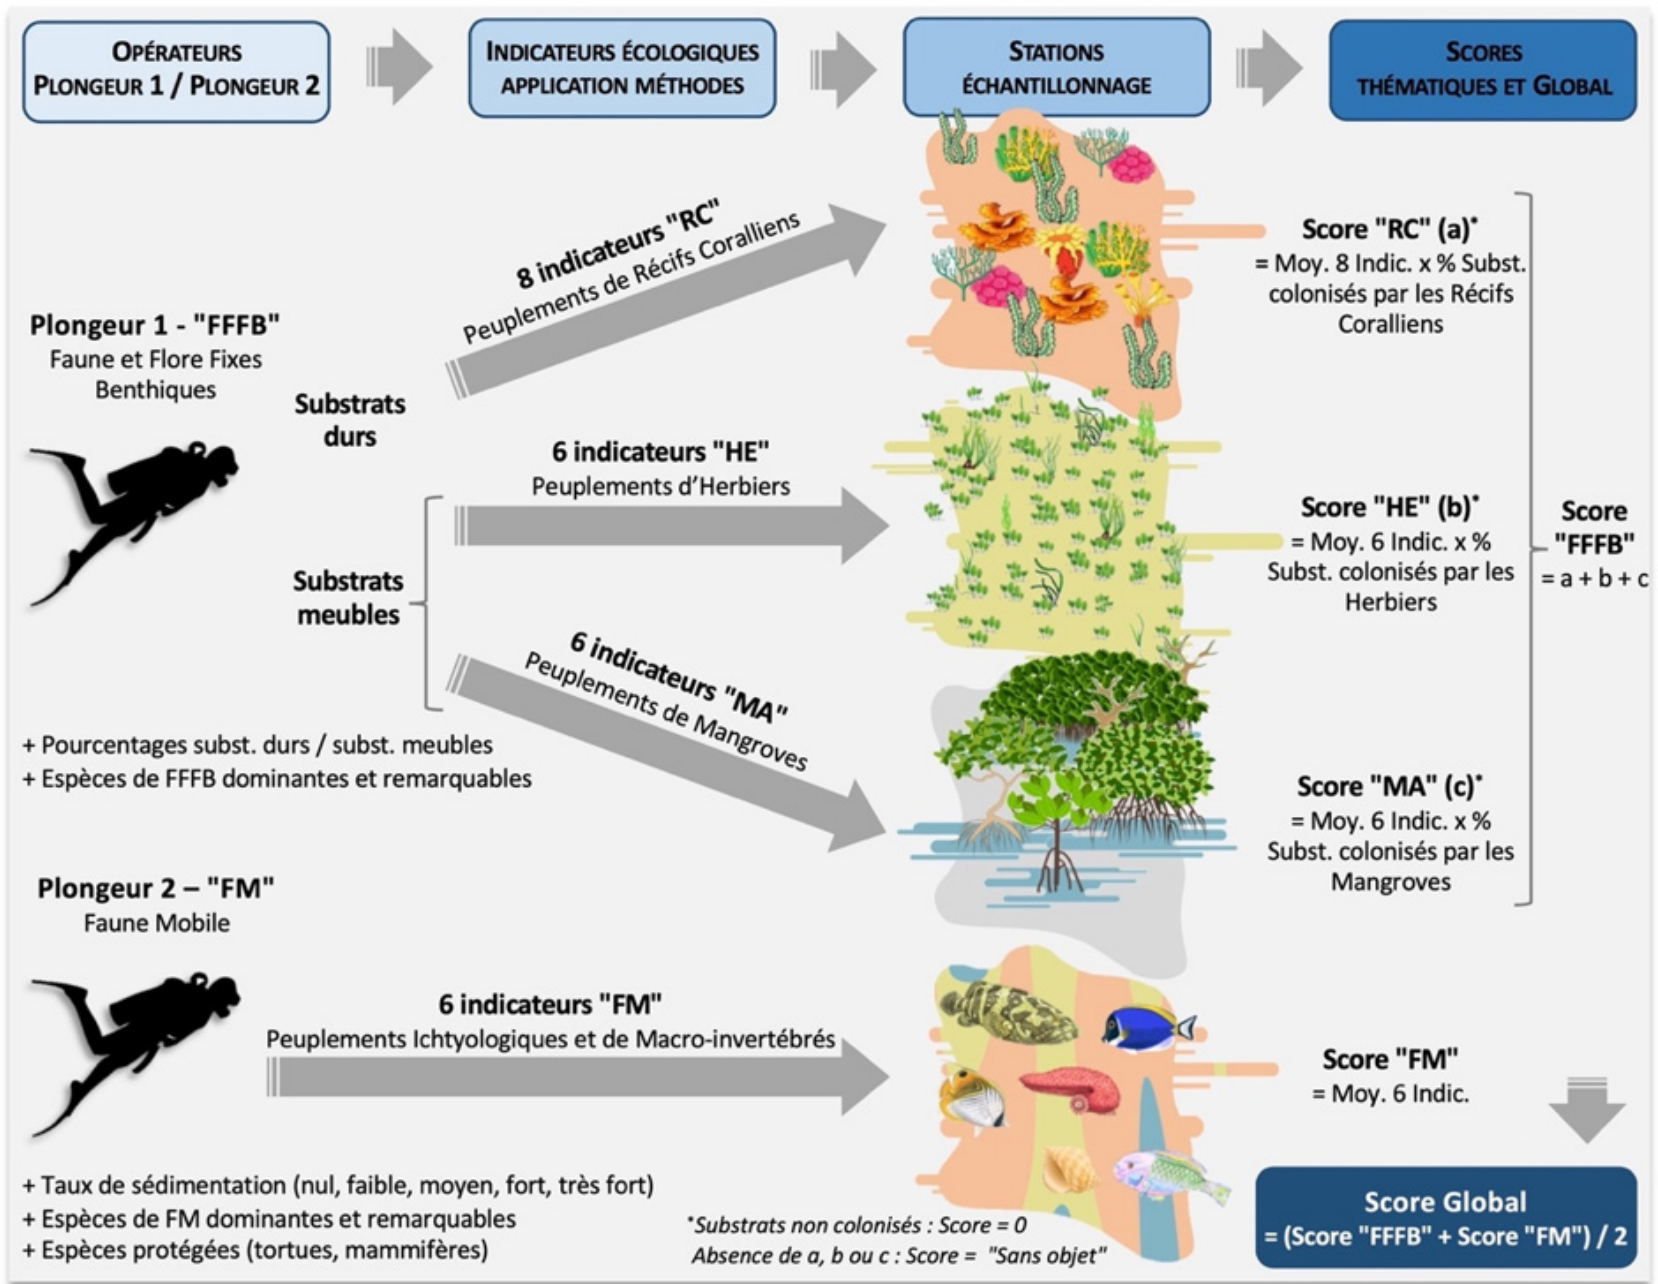 OPÉRATEURS
PLONGEUR 1 / PLONGEUR 2
INDICATEURS ÉCOLOGIQUES
APPLICATION MÉTHODES
STATIONS
ÉCHANTILLONNAGE
SCORES
THÉMATIQUES ET GLOBAL
Plongeur 1 - "FFFB"
Faune et Flore Fixes
Benthiques
Substrats
durs
Substrats
meubles
8 indicateurs "RC"
Peuplements de Récifs Coralliens
6 indicateurs "HE"
Peuplements d’Herbiers
6 indicateurs "MA"
Peuplements de Mangroves
+ Pourcentages subst. durs / subst. meubles
+ Espèces de FFFB dominantes et remarquables
Score "RC" (a)*
= Moy. 8 Indic. x % Subst.
colonisés par les Récifs
Coralliens
Score "HE" (b)*
= Moy. 6 Indic. x %
Subst. colonisés par les
Herbiers
Score "MA" (c)*
= Moy. 6 Indic. x %
Subst. colonisés par les
Mangroves
Score
"FFFB"
= a + b + c
Plongeur 2 – "FM"
Faune Mobile
6 indicateurs "FM"
Peuplements Ichtyologiques et de Macro-invertébrés
Score "FM"
= Moy. 6 Indic.
+ Taux de sédimentation (nul, faible, moyen, fort, très fort)
+ Espèces de FM dominantes et remarquables
+ Espèces protégées (tortues, mammifères)
*Substrats non colonisés : Score = 0
Absence de a, b ou c : Score = "Sans objet"
Score Global
= (Score "FFFB" + Score "FM") / 2